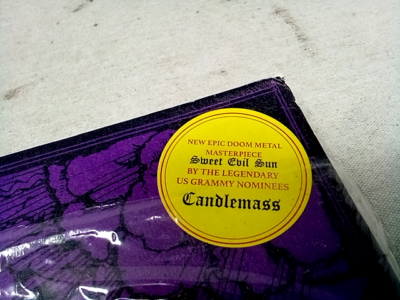 NEW EPIC DOOM METAL
MASTERPIECE
Sweet Evil Sun
BY THE LEGENDARY
US GRAMMY NOMINEES
Candlemass